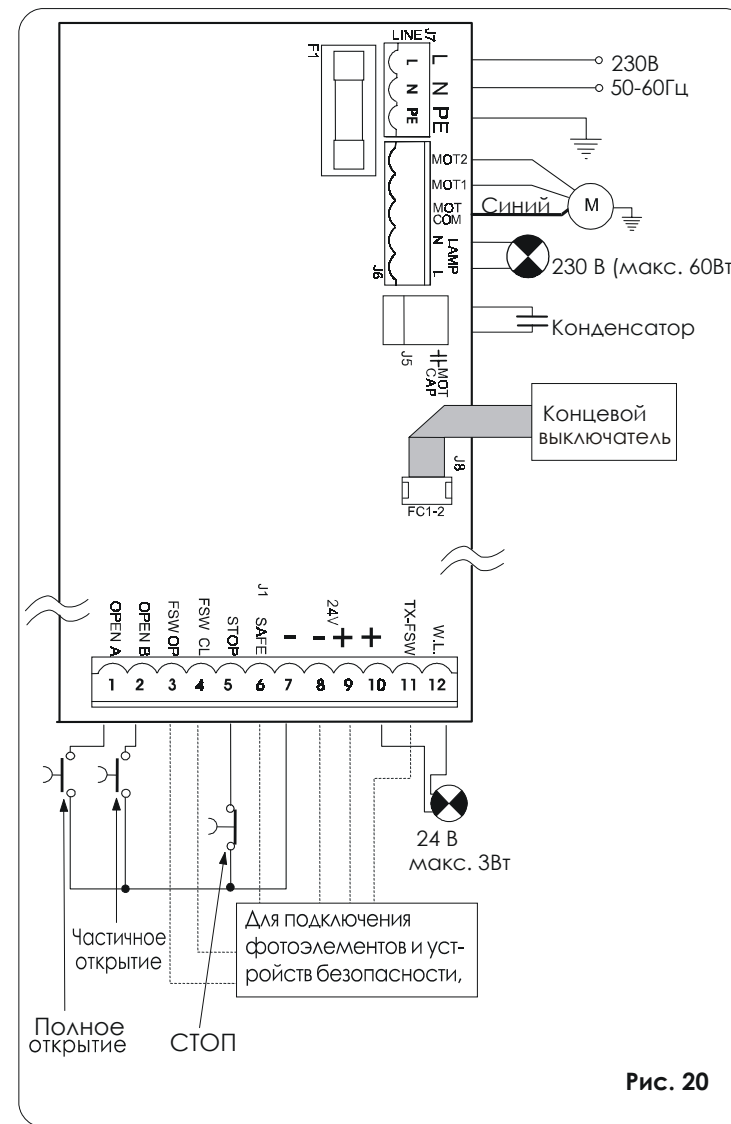 LINE J7
F1
L
N
PE
L N PE
230В
50-60Гц
MOT2
MOT1
MOT
COM
N
L
LAMP
J6
Синий
M
230 В (макс. 60Вт
J5
MOT
CAP
Конденсатор
Концевой
выключатель
J8
FC1-2
OPEN A
OPEN B
FSW OP
FSW CL
STOP
J1
SAFE
-
-
24V
+
+
TX-FSW
W.L.
1 2 3 4 5 6 7 8 9 10 11 12
24 В
макс. 3Вт
Для подключения
фотоэлементов и уст-
ройств безопасности,
Частичное
открытие
Полное
открытие
СТОП
Рис. 20